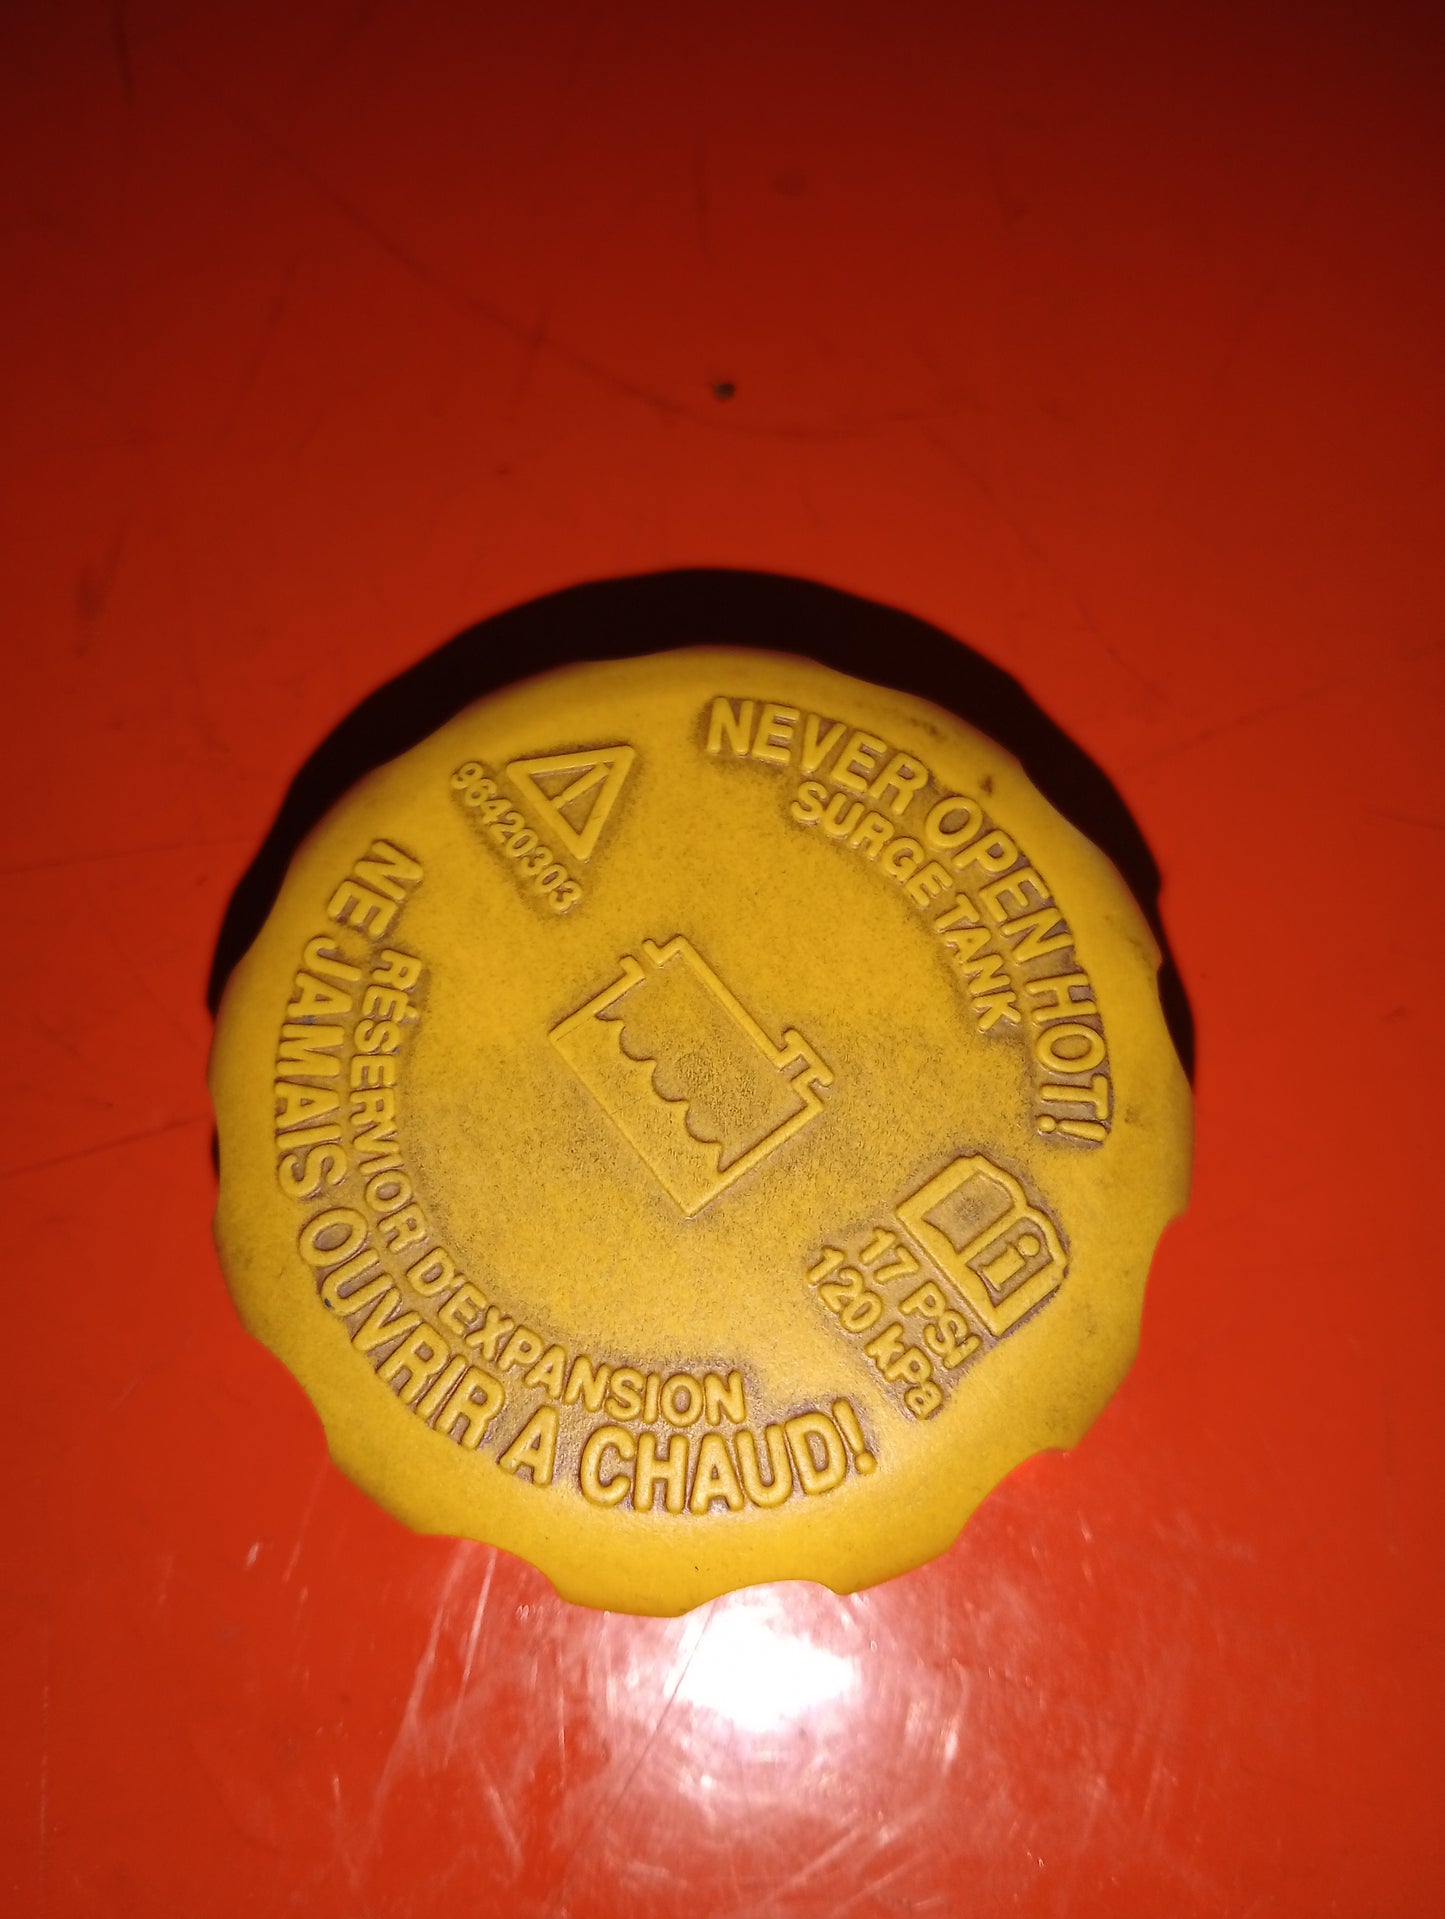 NEVER OPEN HOT!
SURGE TANK
96420303
NE JAMAIS OUVRIR A CHAUD!
RÉSERVIOR D'EXPANSION
17 PSI
120 kPa
i